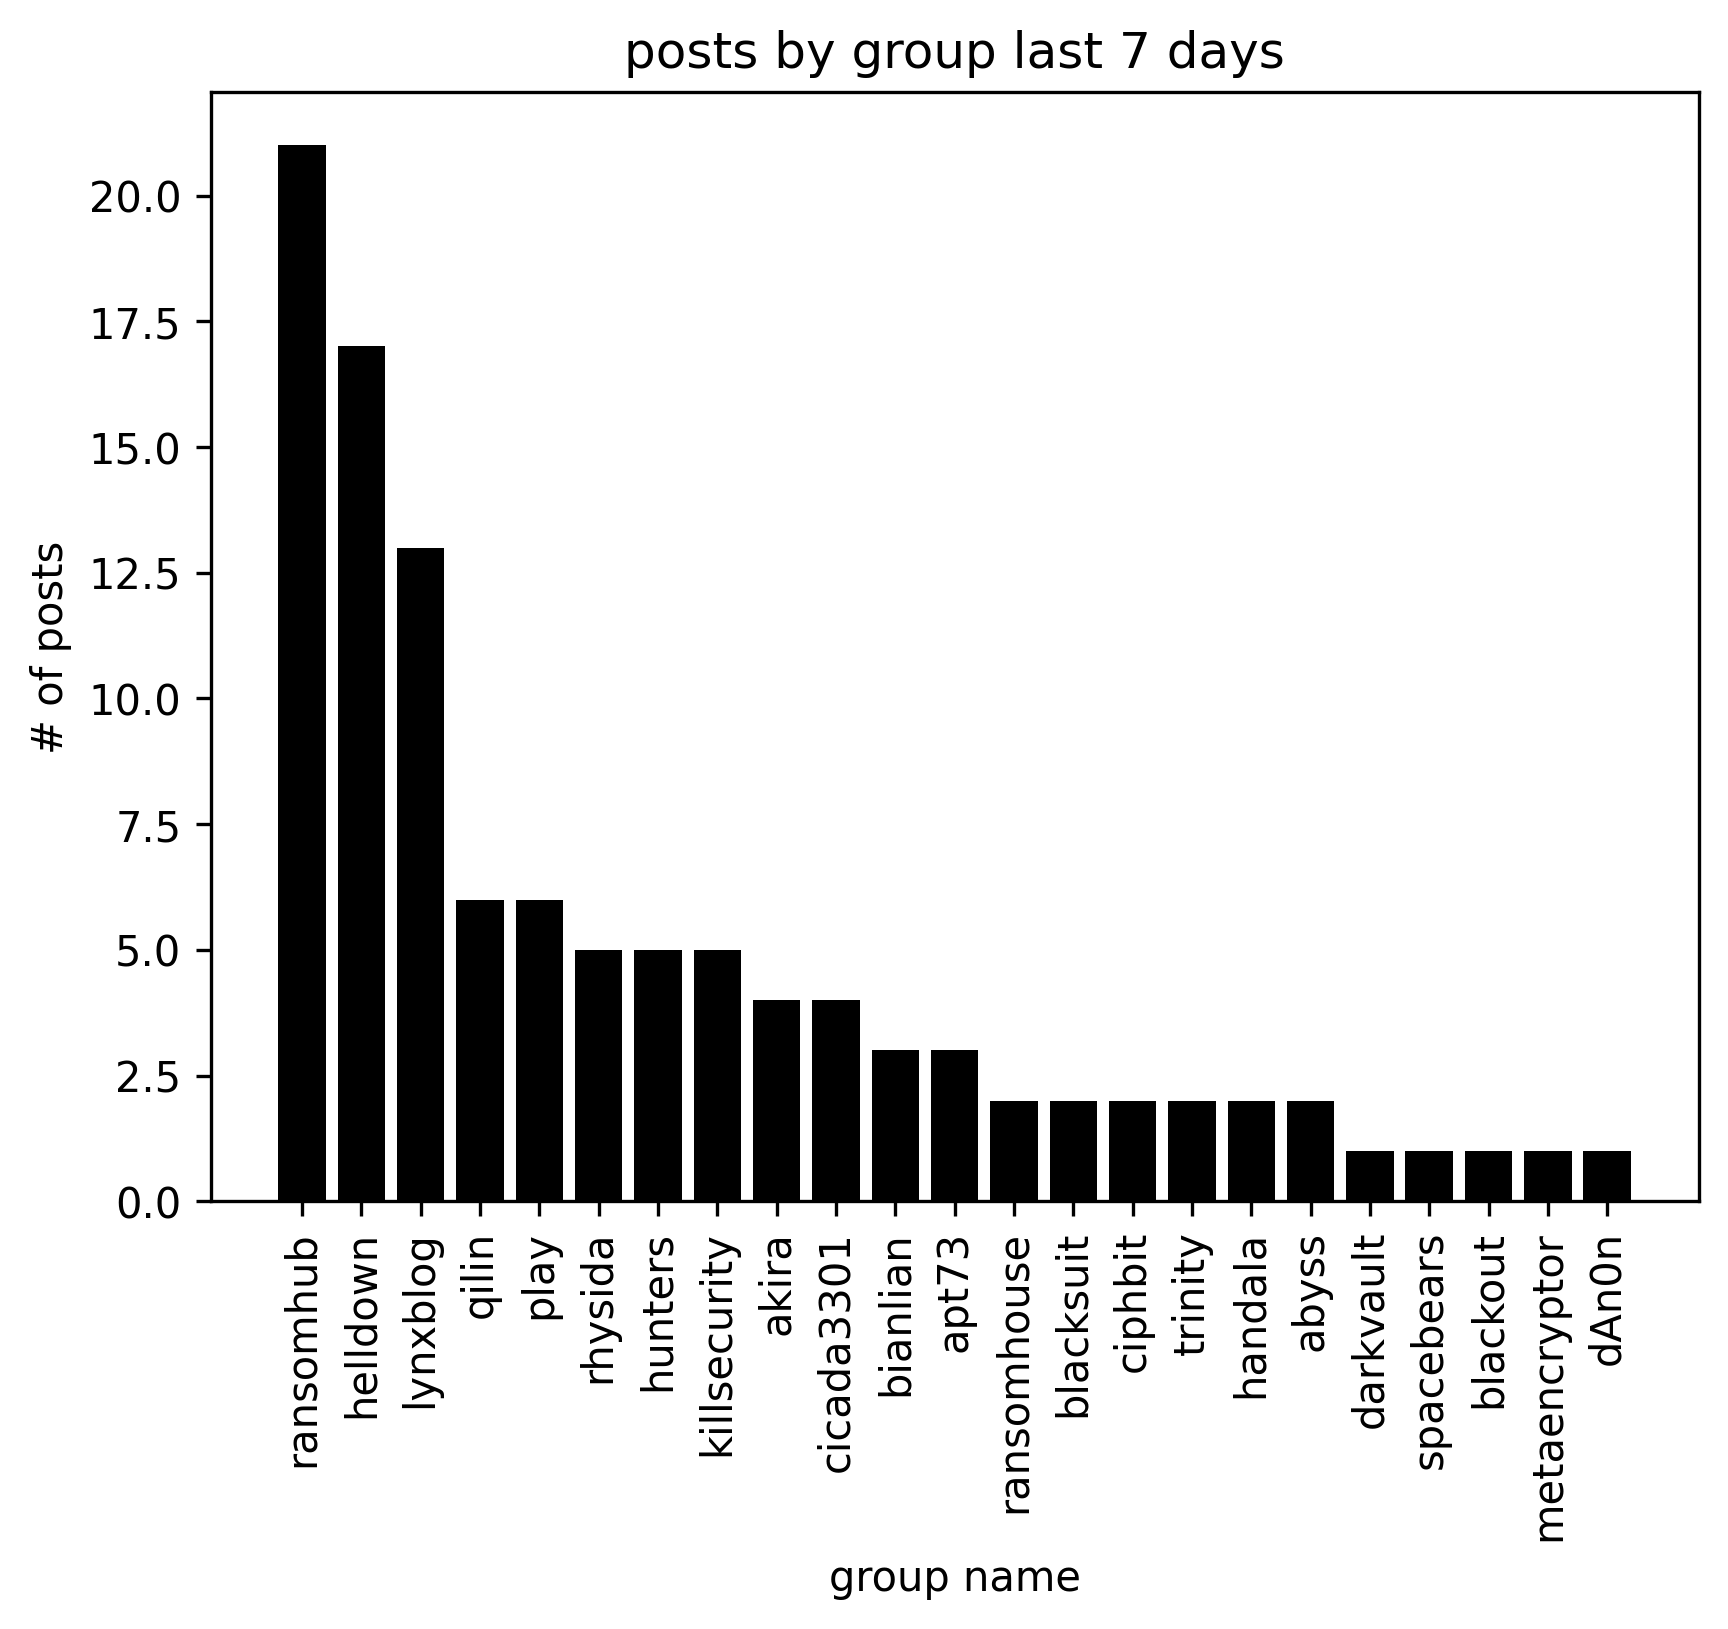 posts by group last 7 days
# of posts
20.0
17.5
15.0
12.5
10.0
7.5
5.0
2.5
0.0
ransomhub
helldown
lynxblog
qilin
play
rhysida
hunters
killsecurity
akira
cicada3301
bianlian
apt73
ransomhouse
blacksuit
ciphbit
trinity
handala
abyss
darkvault
spacebears
blackout
metaencryptor
dAn0n
group name